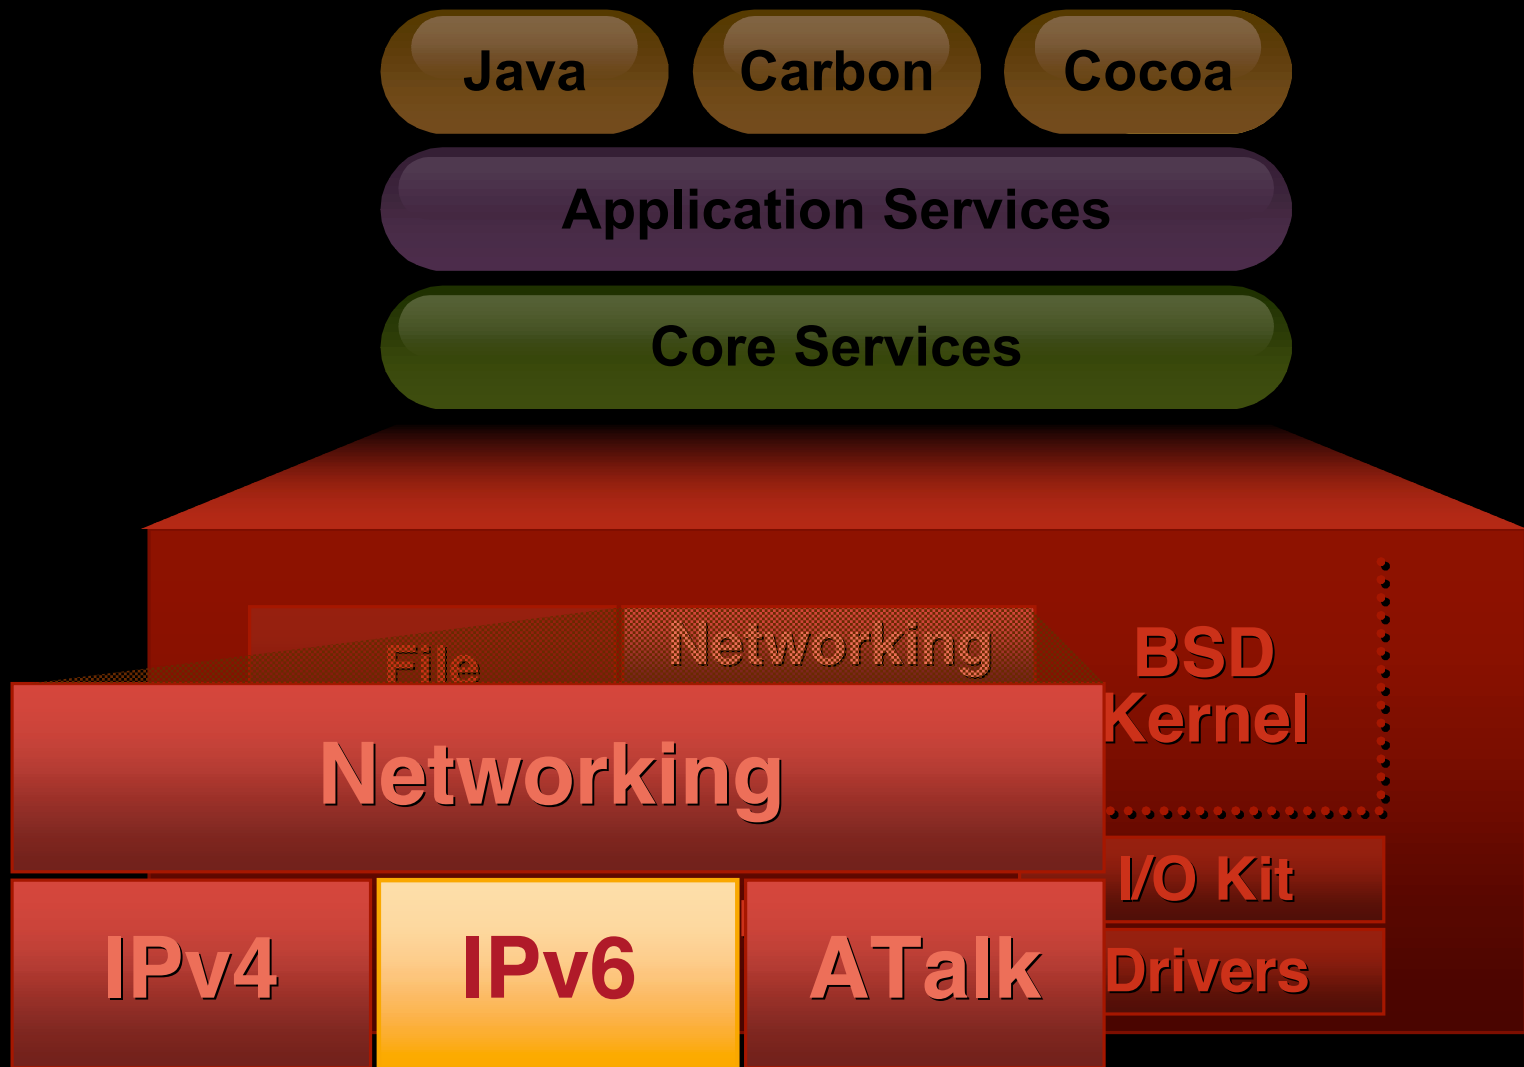 Java
Carbon
Cocoa
Application Services
Core Services
File
Networking
BSD
Kernel
Networking
I/O Kit
Drivers
IPv4
IPv6
ATalk